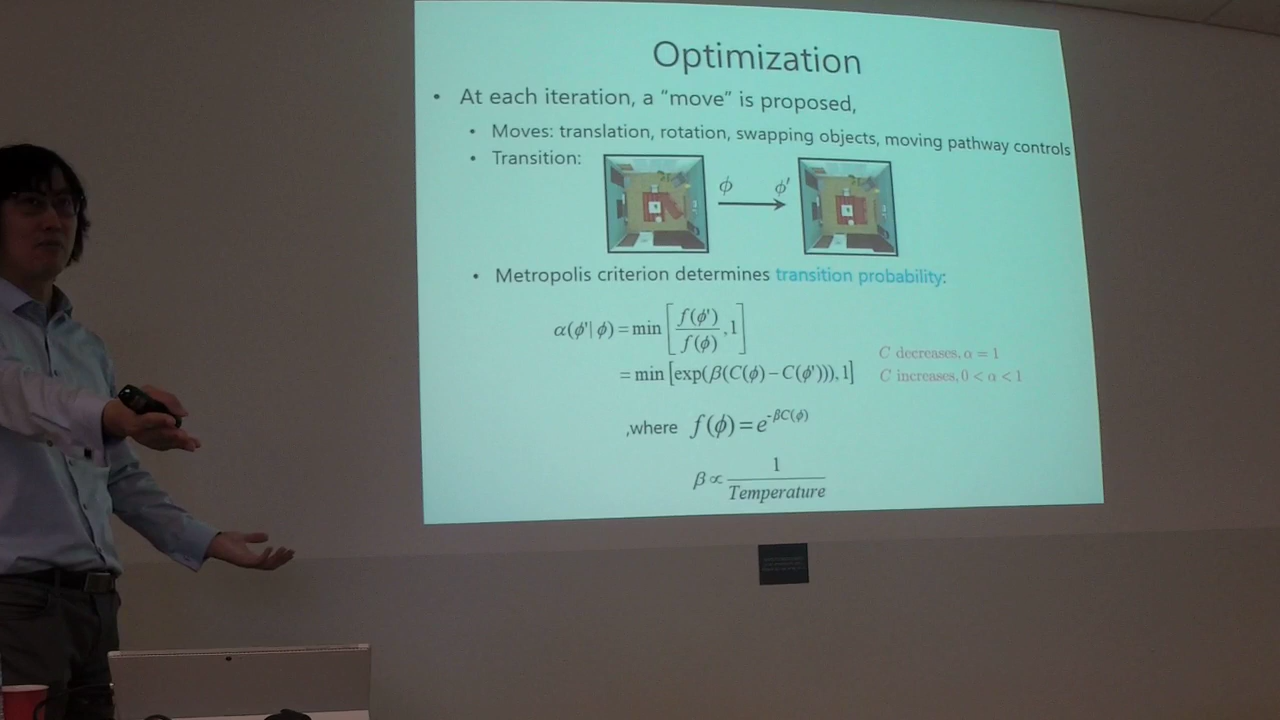 Optimization
• At each iteration, a “move” is proposed,
• Moves: translation, rotation, swapping objects, moving pathway controls
• Transition:
ϕ ϕ'
• Metropolis criterion determines transition probability:
α(ϕ'|ϕ) = min [f(ϕ')/f(ϕ), 1]
= min [exp(β(C(ϕ) – C(ϕ'))), 1]
C decreases, α = 1
C increases, 0 < α < 1
,where f(ϕ) = e^-βC(ϕ)
β ∝ 1/Temperature